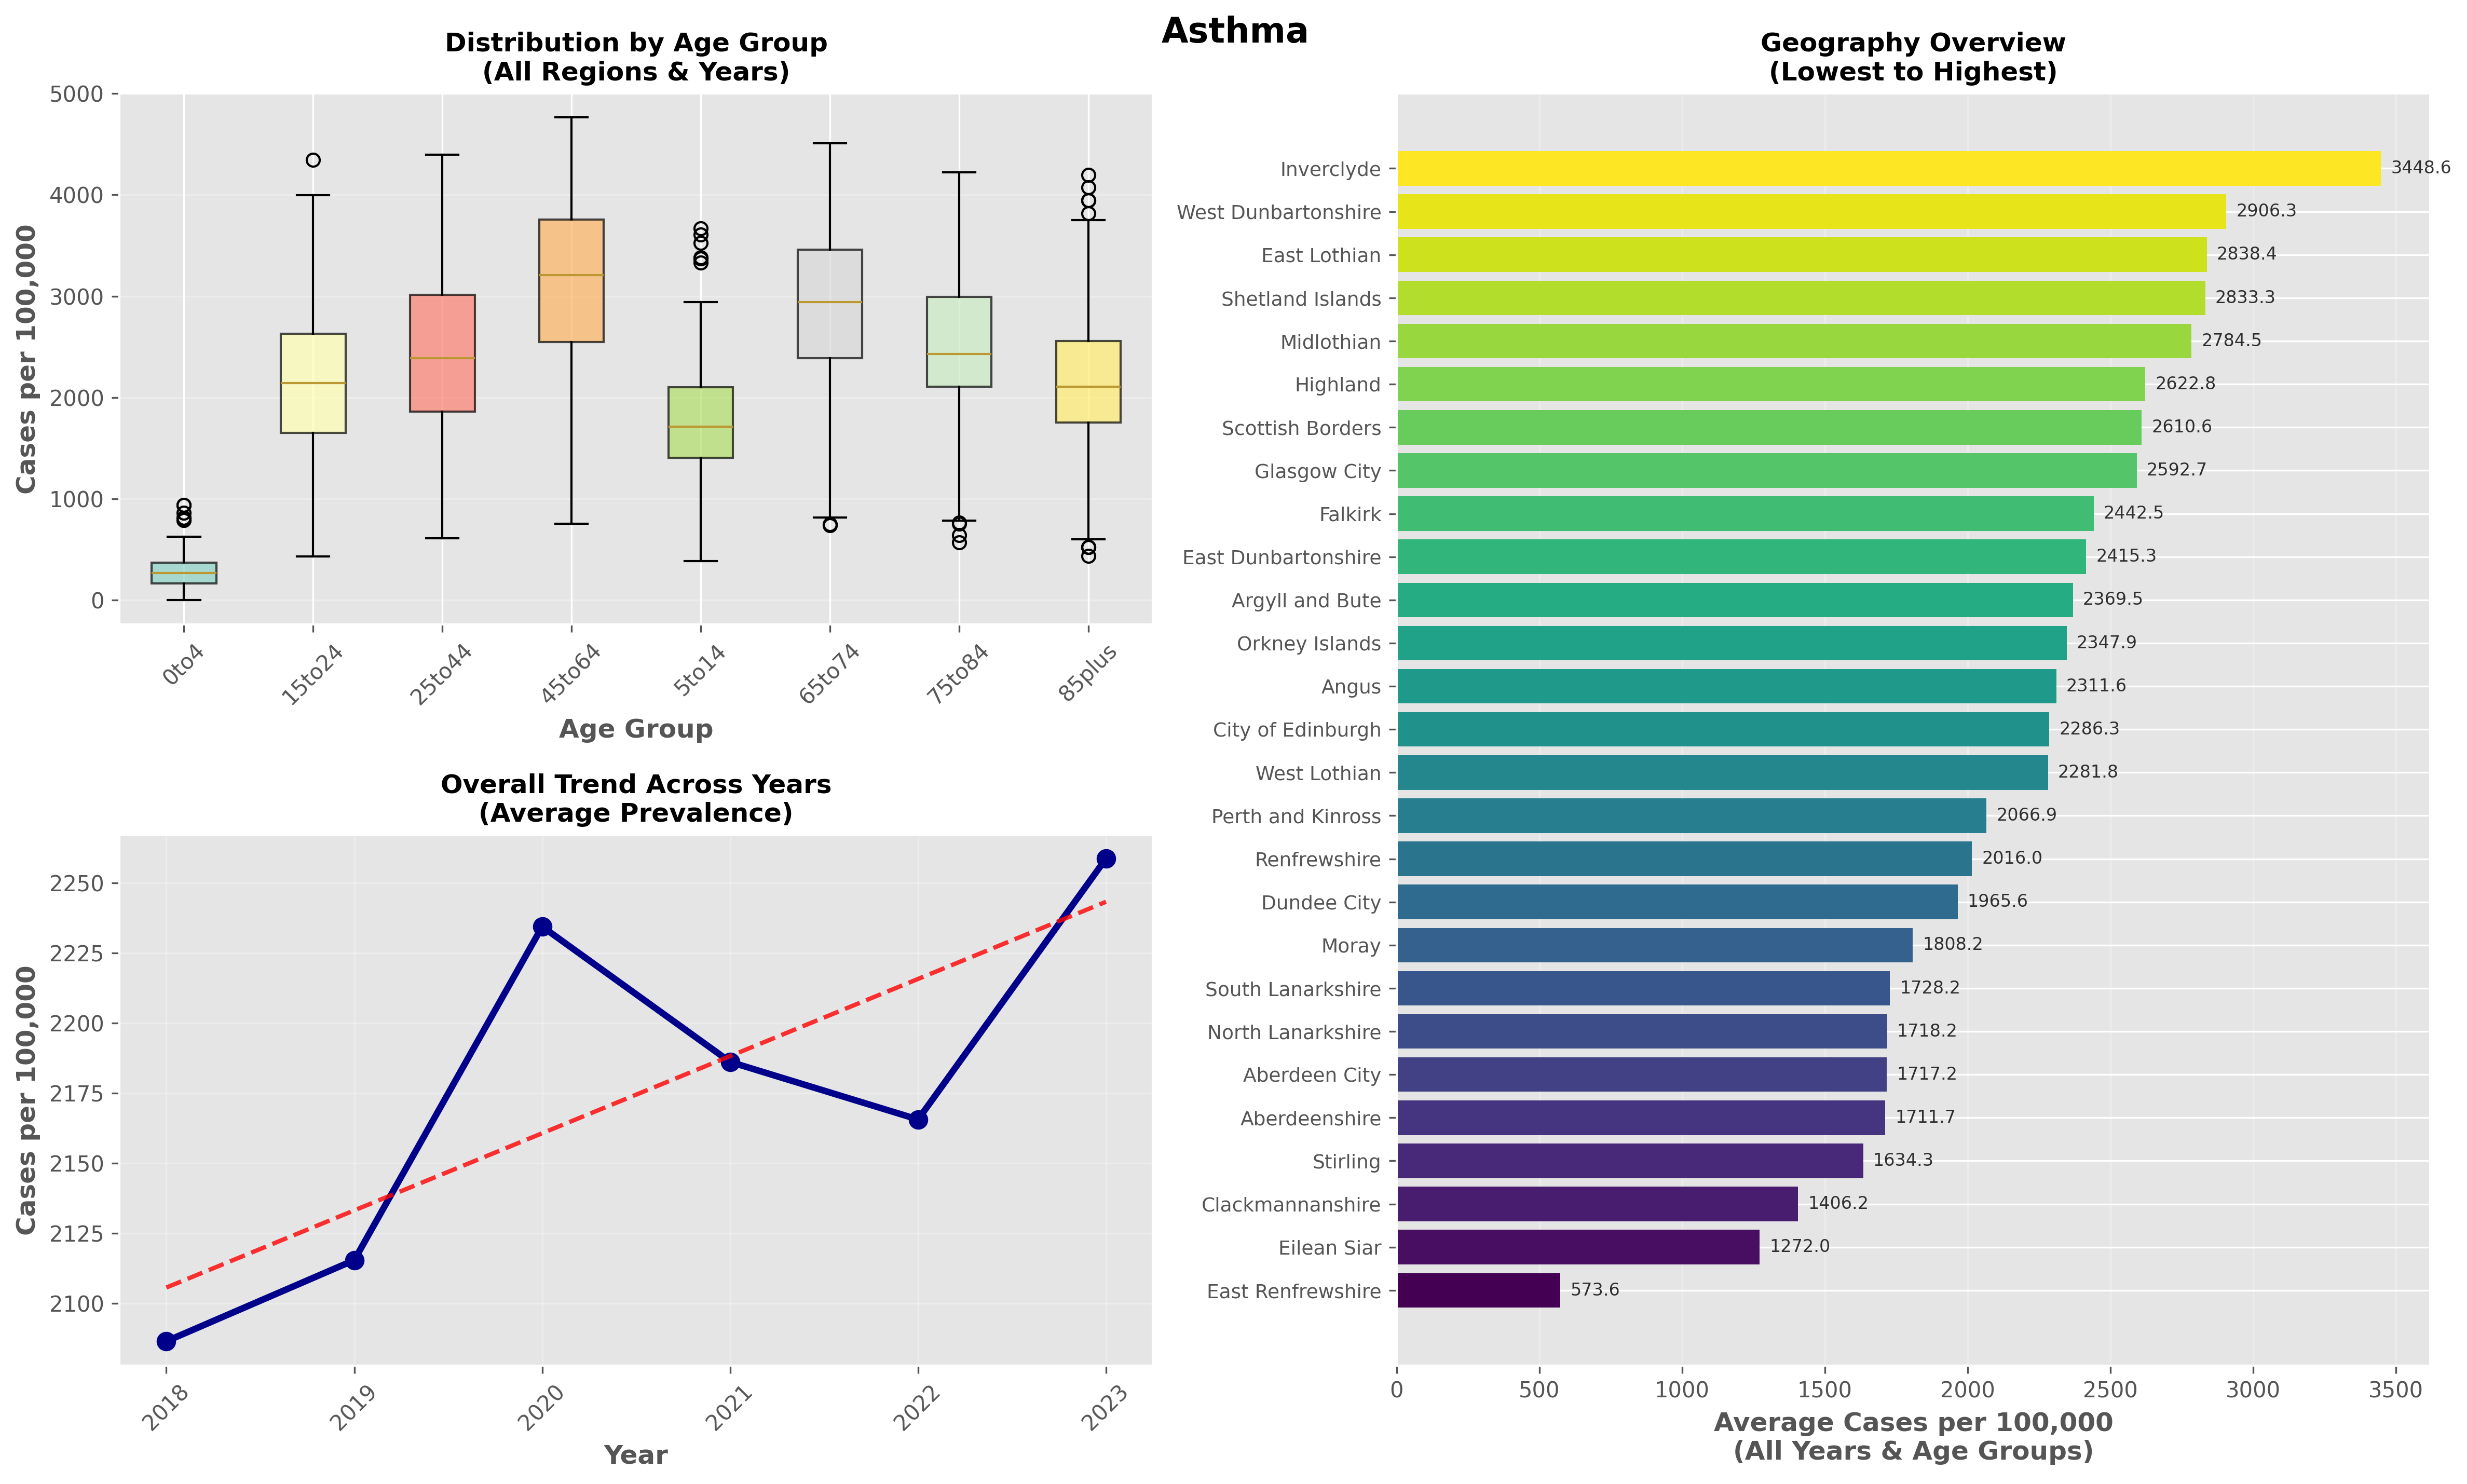 Asthma
Distribution by Age Group
(All Regions & Years)
Cases per 100,000
5000
4000
3000
2000
1000
0
0to4
15to24
25to44
45to64
5to14
65to74
75to84
85plus
Age Group
Overall Trend Across Years
(Average Prevalence)
Cases per 100,000
2250
2225
2200
2175
2150
2125
2100
2018
2019
2020
2021
2022
2023
Year
Geography Overview
(Lowest to Highest)
Inverclyde 3448.6
West Dunbartonshire 2906.3
East Lothian 2838.4
Shetland Islands 2833.3
Midlothian 2784.5
Highland 2622.8
Scottish Borders 2610.6
Glasgow City 2592.7
Falkirk 2442.5
East Dunbartonshire 2415.3
Argyll and Bute 2369.5
Orkney Islands 2347.9
Angus 2311.6
City of Edinburgh 2286.3
West Lothian 2281.8
Perth and Kinross 2066.9
Renfrewshire 2016.0
Dundee City 1965.6
Moray 1808.2
South Lanarkshire 1728.2
North Lanarkshire 1718.2
Aberdeen City 1717.2
Aberdeenshire 1711.7
Stirling 1634.3
Clackmannanshire 1406.2
Eilean Siar 1272.0
East Renfrewshire 573.6
0 500 1000 1500 2000 2500 3000 3500
Average Cases per 100,000
(All Years & Age Groups)